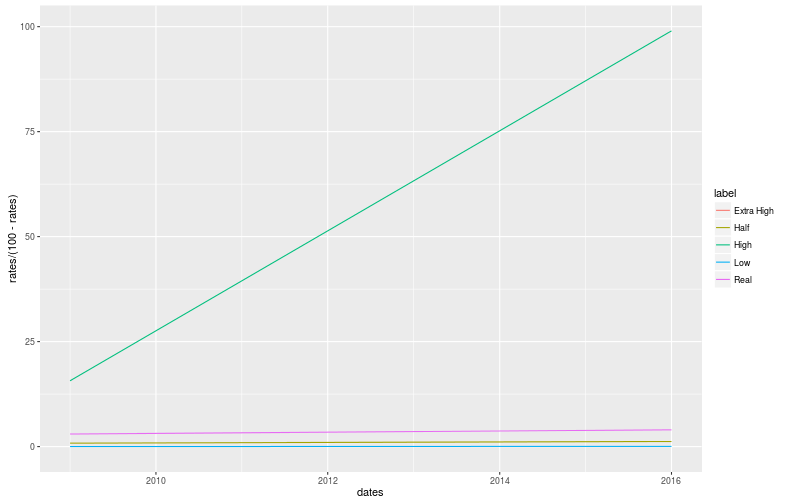 100
75
50
25
0
rates/(100 - rates)
2010
2012
2014
2016
dates
label
Extra High
Half
High
Low
Real